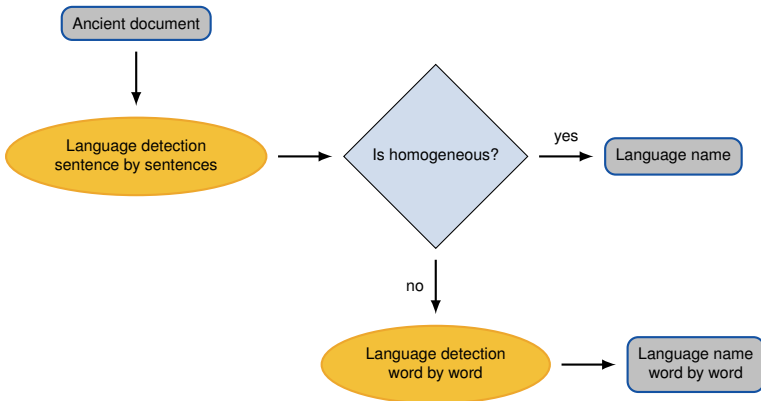 Ancient document
Language detection
sentence by sentences
Is homogeneous?
yes
Language name
no
Language detection
word by word
Language name
word by word